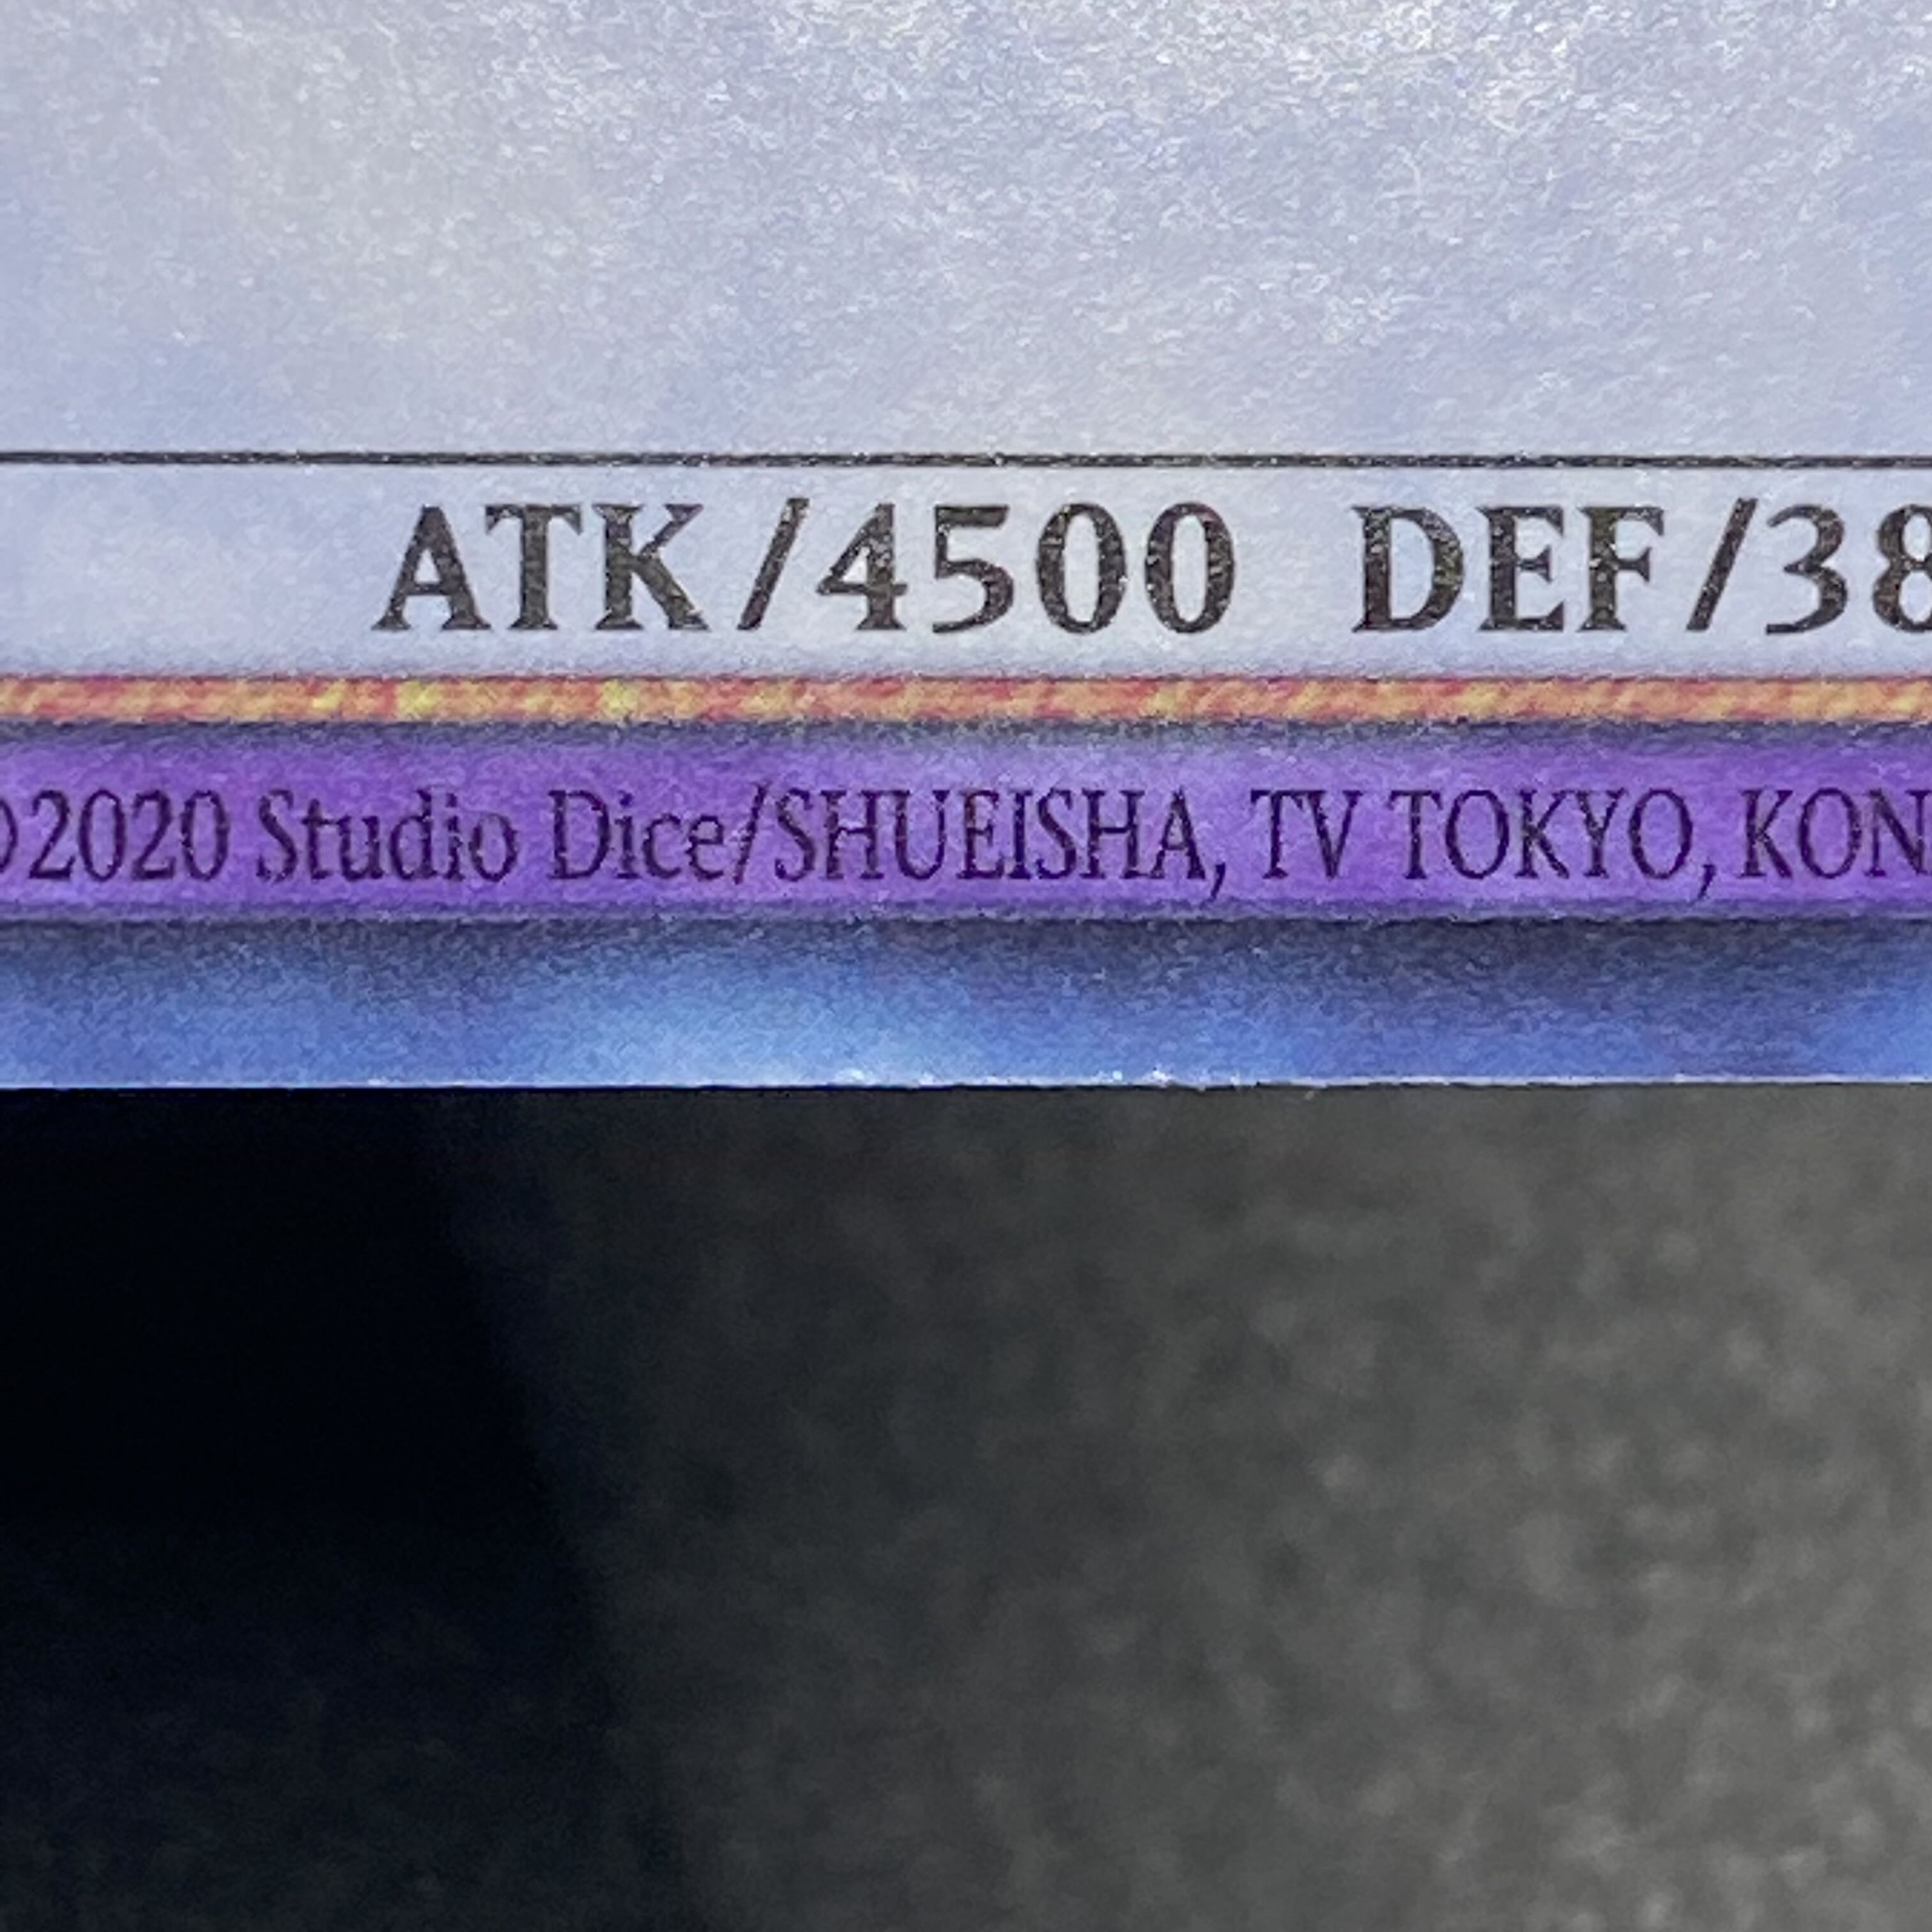 ATK/4500 DEF/38
©2020 Studio Dice/SHUEISHA, TV TOKYO, KON